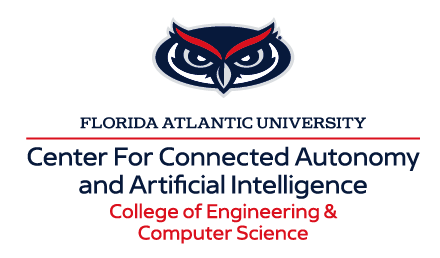 FLORIDA ATLANTIC UNIVERSITY
Center For Connected Autonomy
and Artificial Intelligence
College of Engineering &
Computer Science